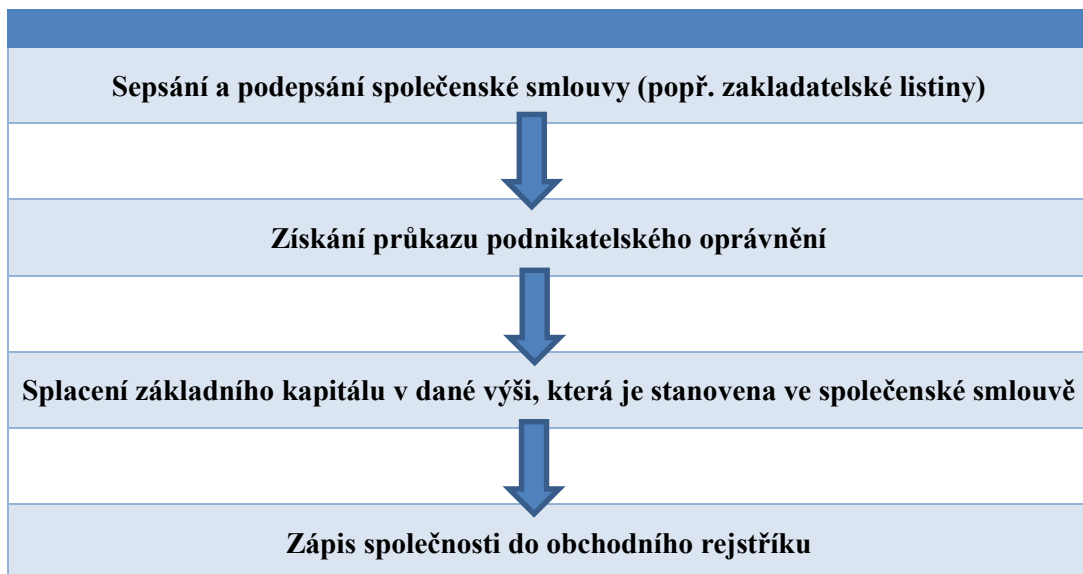 Sepsání a podepsání společenské smlouvy (popř. zakladatelské listiny)
Získání průkazu podnikatelského oprávnění
Splacení základního kapitálu v dané výši, která je stanovena ve společenské smlouvě
Zápis společnosti do obchodního rejstříku